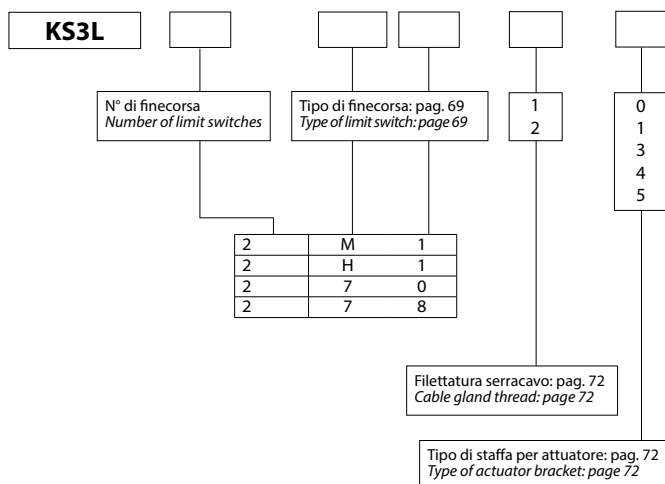 KS3L
N° di finecorsa
Number of limit switches
Tipo di finecorsa: pag. 69
Type of limit switch: page 69
1
2
0
1
3
4
5
2 M 1
2 H 1
2 7 0
2 7 8
Filettatura serracavo: pag. 72
Cable gland thread: page 72
Tipo di staffa per attuatore: pag. 72
Type of actuator bracket: page 72